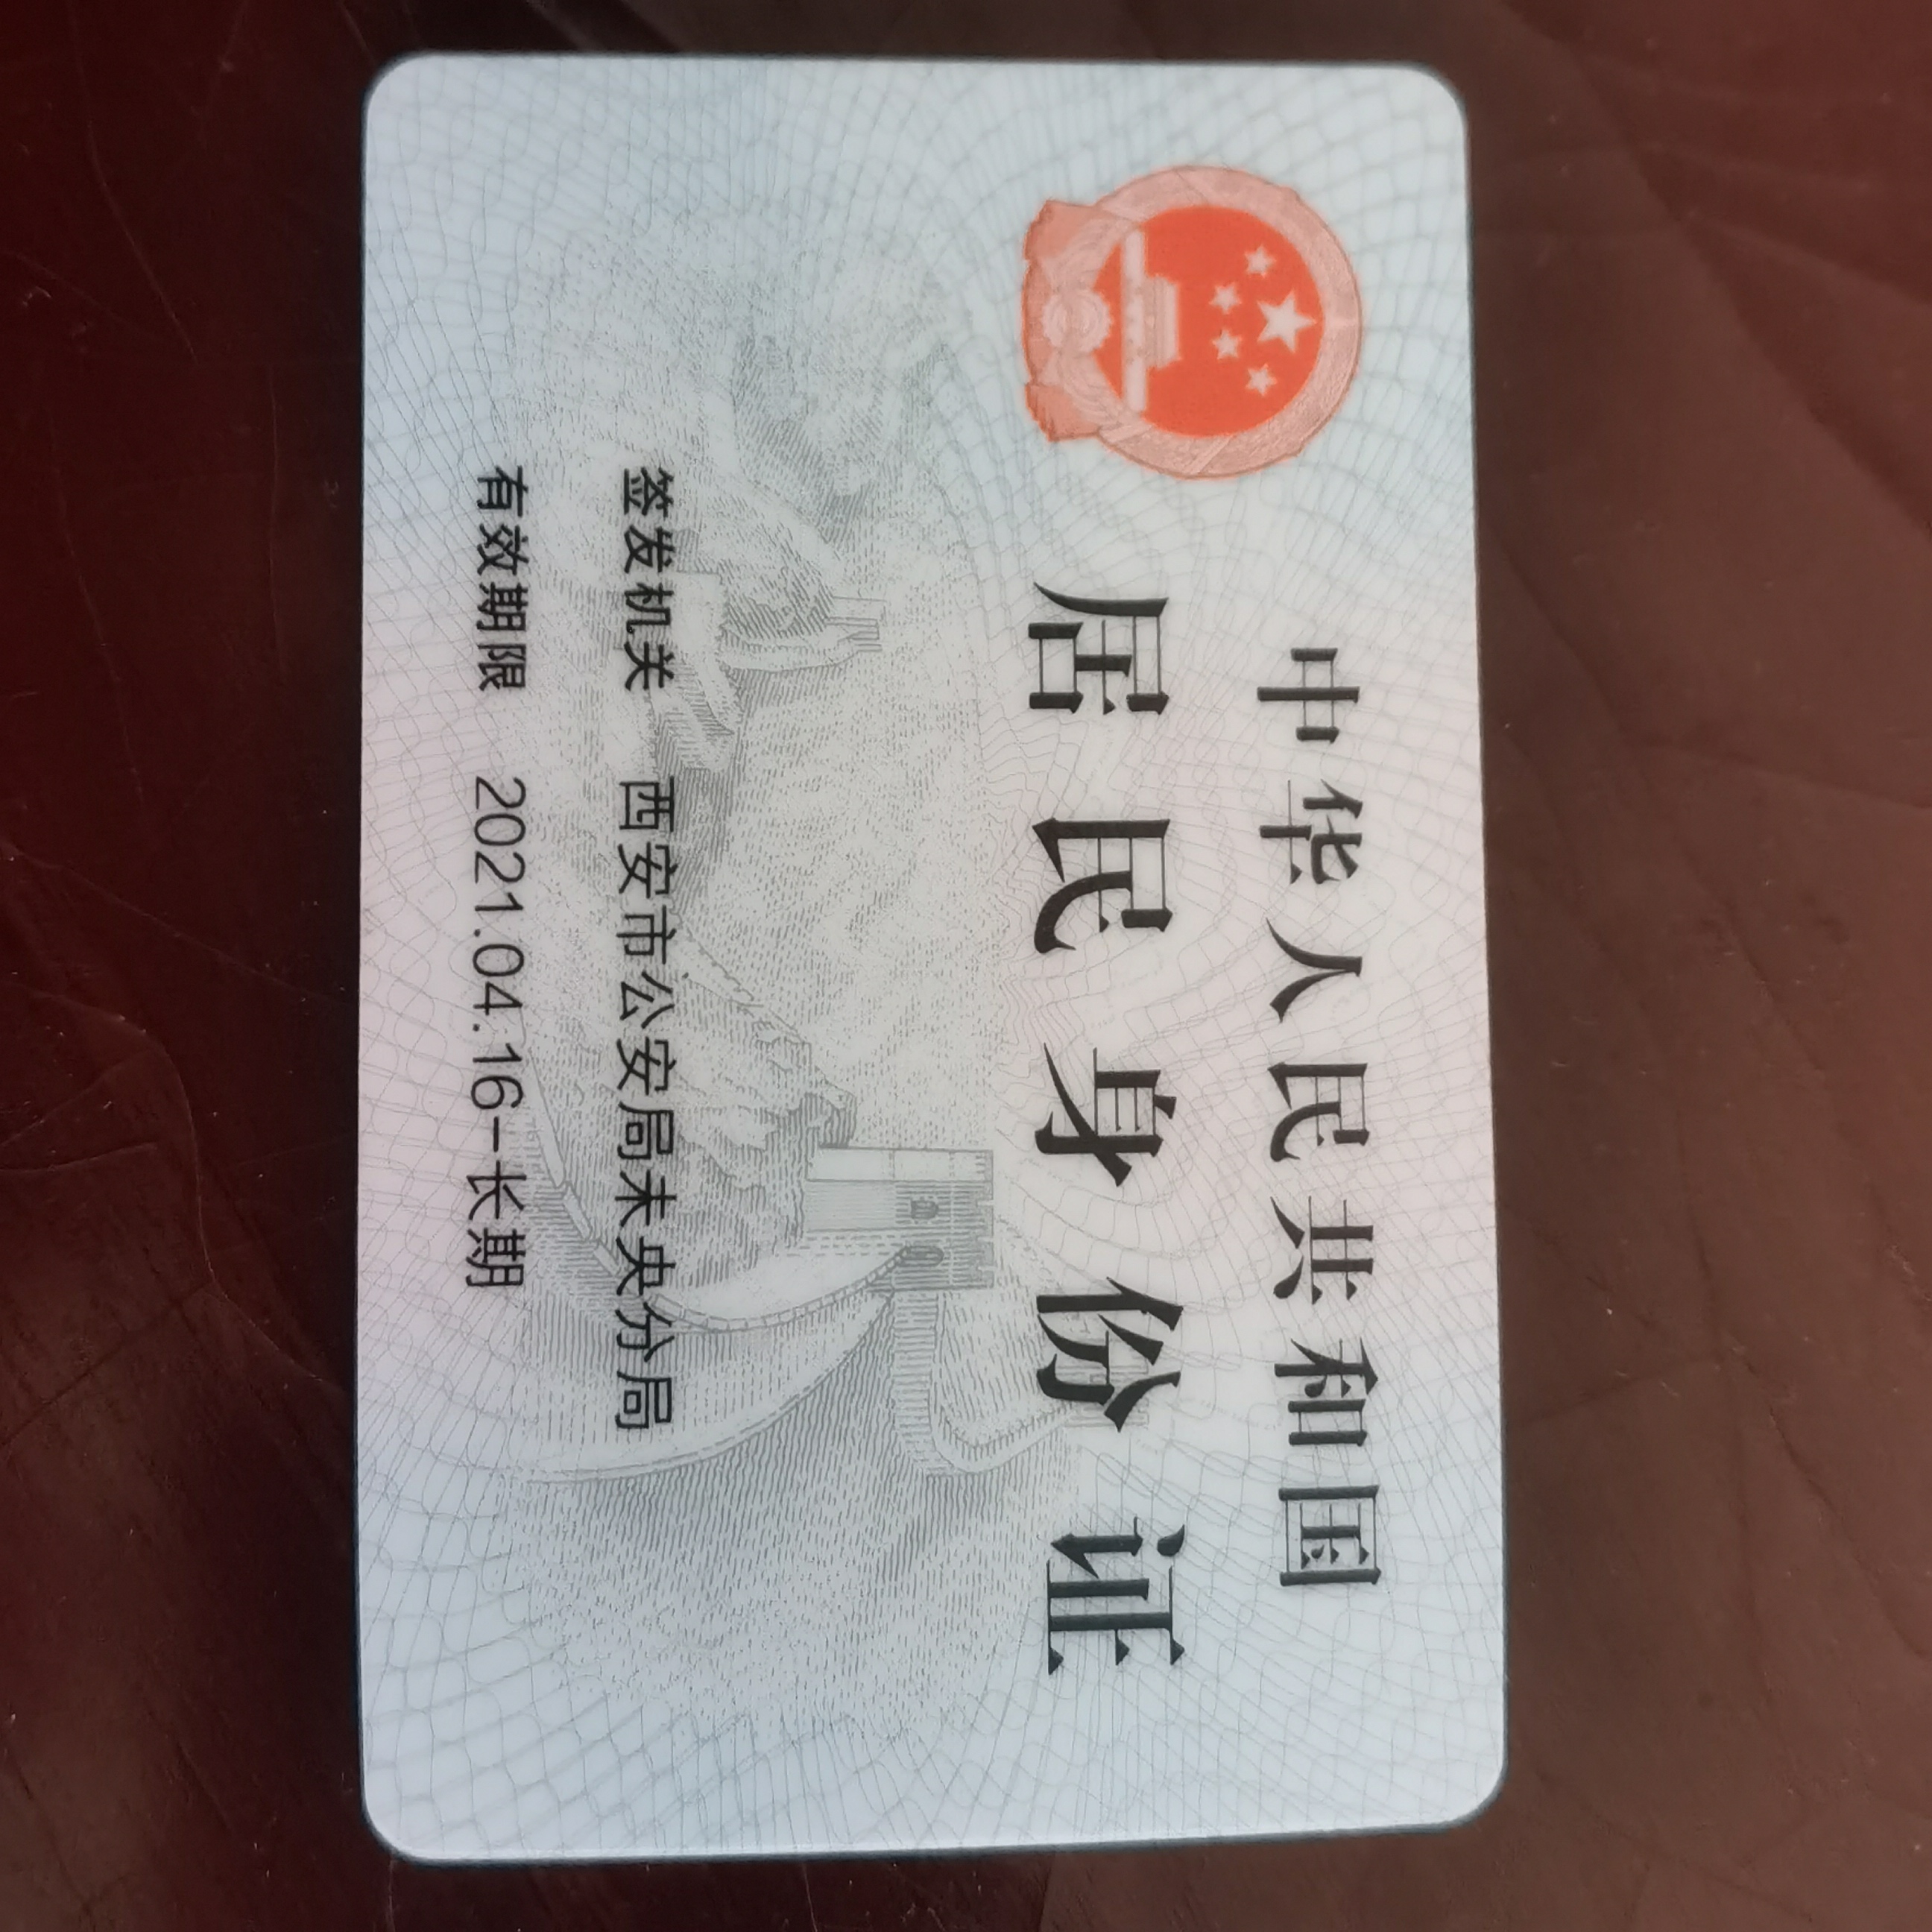 中华人民共和国
居民身份证
签发机关 西安市公安局未央分局
有效期限 2021.04.16-长期